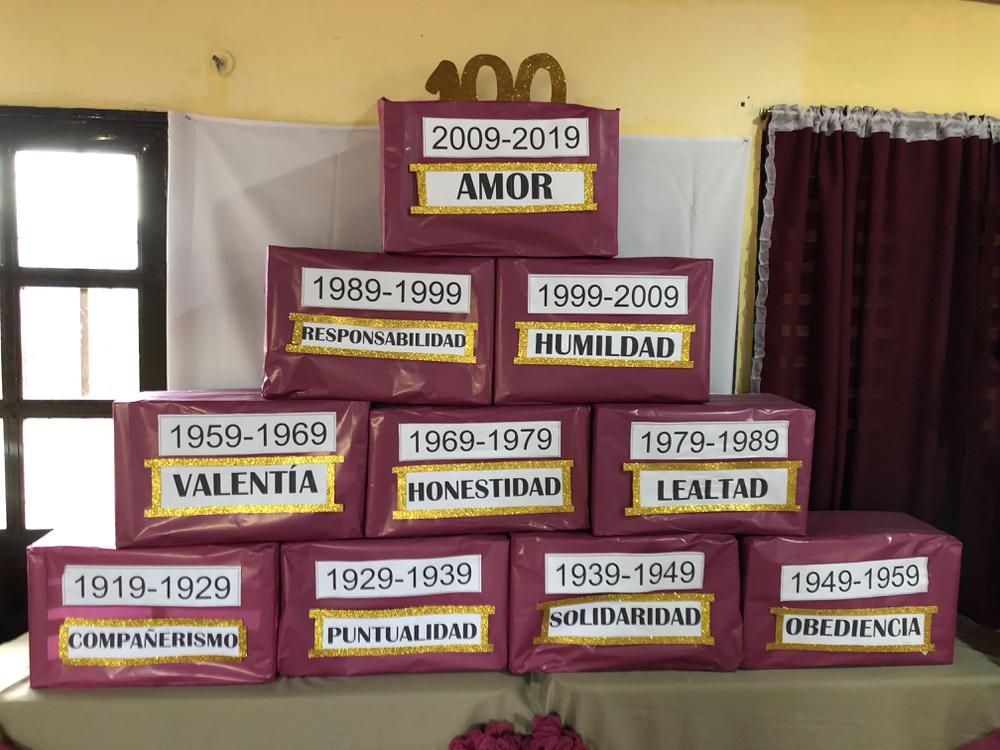 100
2009-2019
AMOR
1989-1999
RESPONSABILIDAD
1999-2009
HUMILDAD
1959-1969
VALENTÍA
1969-1979
HONESTIDAD
1979-1989
LEALTAD
1919-1929
COMPAÑERISMO
1929-1939
PUNTUALIDAD
1939-1949
SOLIDARIDAD
1949-1959
OBEDIENCIA